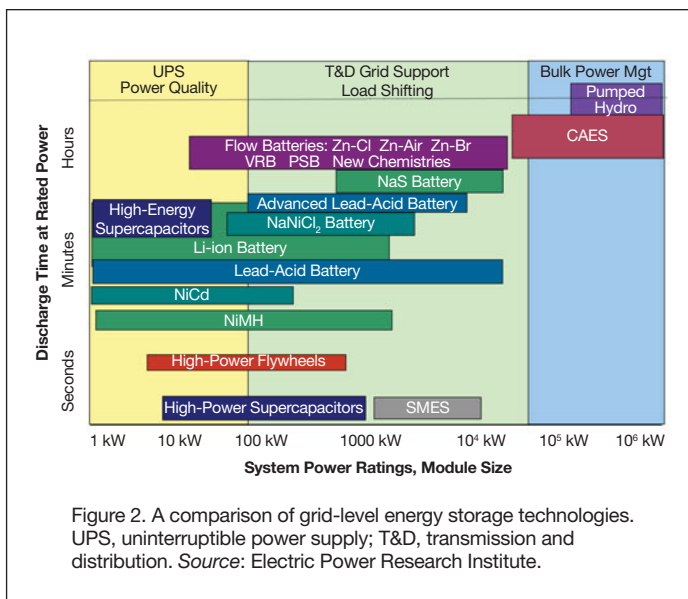 UPS
Power Quality
T&D Grid Support
Load Shifting
Bulk Power Mgt
Pumped
Hydro
CAES
Flow Batteries: Zn-Cl Zn-Air Zn-Br
VRB PSB New Chemistries
NaS Battery
Advanced Lead-Acid Battery
High-Energy
Supercapacitors
NaNiCl₂ Battery
Li-ion Battery
Lead-Acid Battery
NiCd
NiMH
High-Power Flywheels
High-Power Supercapacitors
SMES
Discharge Time at Rated Power
Hours
Minutes
Seconds
1 kW 10 kW 100 kW 1000 kW 10⁴ kW 10⁵ kW 10⁶ kW
System Power Ratings, Module Size
Figure 2. A comparison of grid-level energy storage technologies.
UPS, uninterruptible power supply; T&D, transmission and
distribution. Source: Electric Power Research Institute.